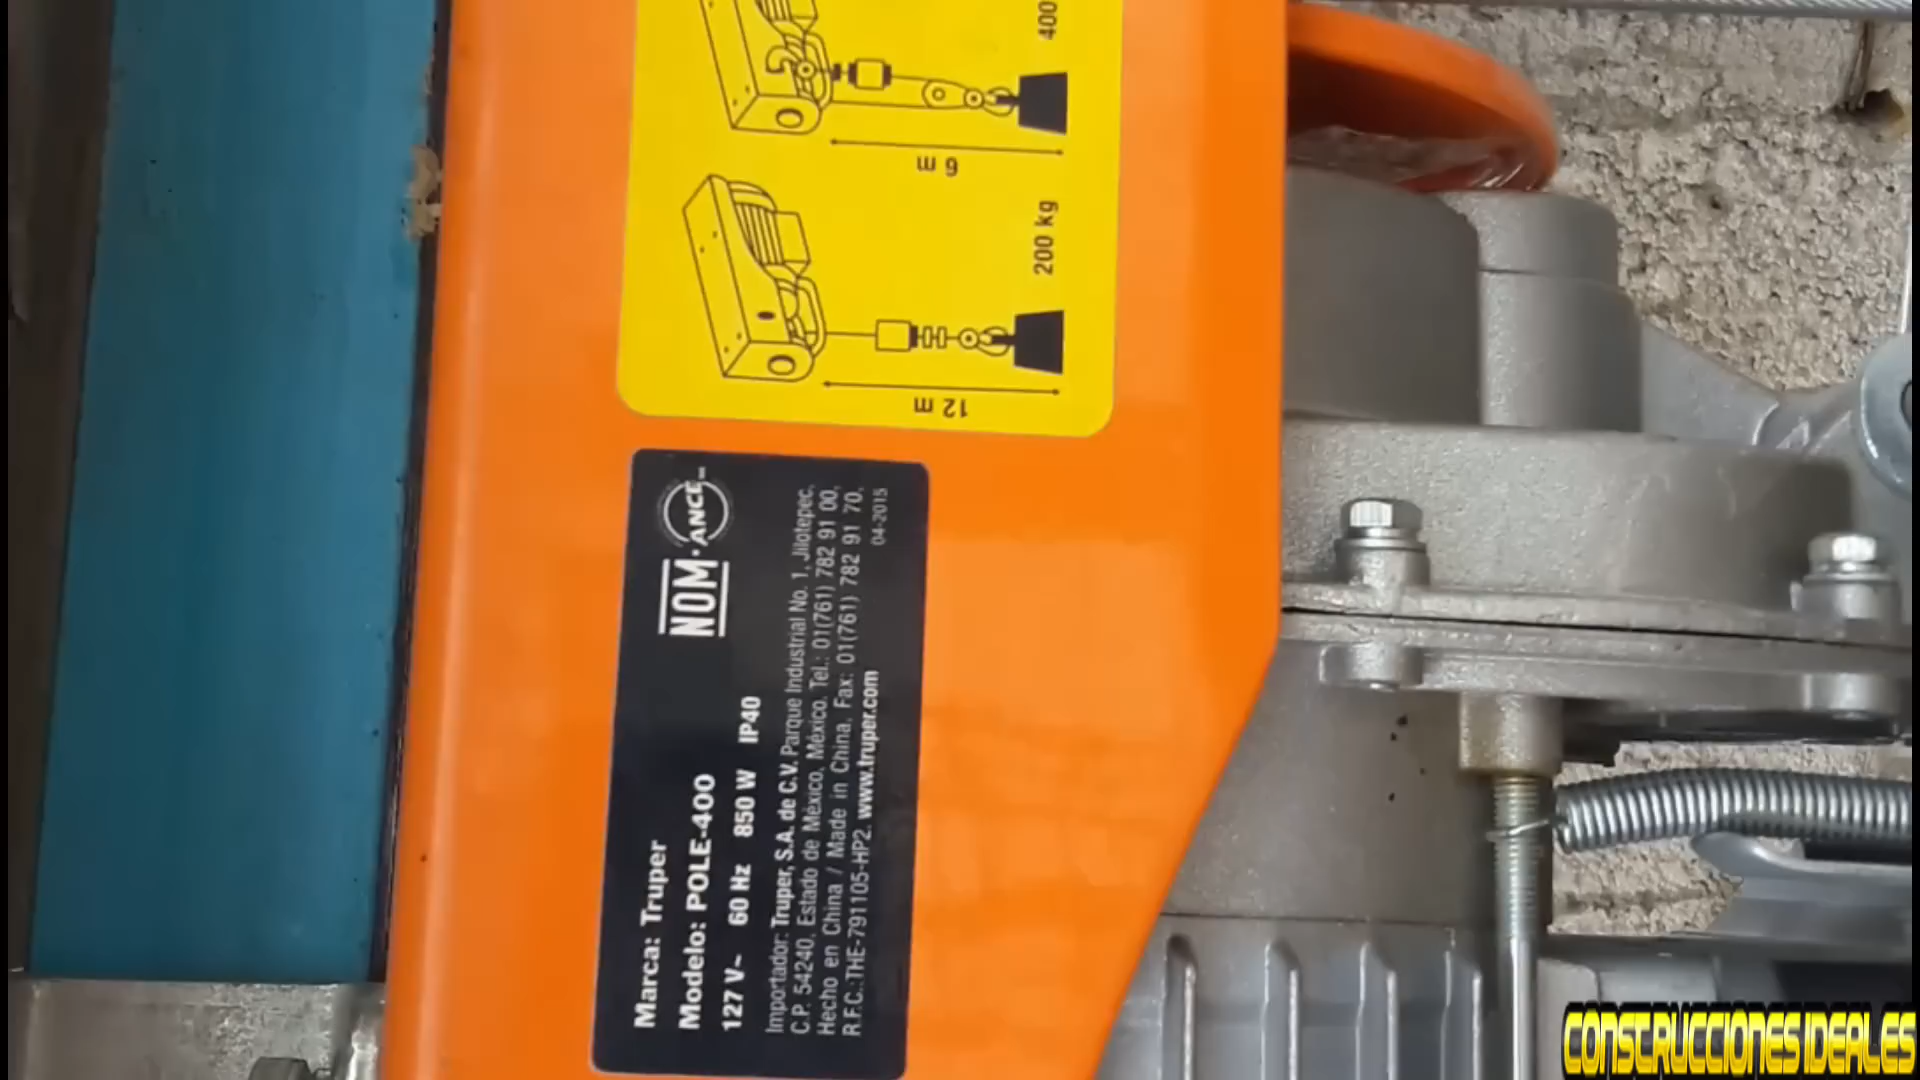 400
6 m
200 kg
12 m
NOM·ANCE
Marca: Truper
Modelo: POLE-400
127 V~ 60 Hz 850 W IP40
Importador: Truper, S.A. de C.V. Parque Industrial No. 1, Jilotepec,
C.P. 54240, Estado de México, México. Tel.: 01(761) 782 91 00,
Hecho en China / Made in China. Fax: 01(761) 782 91 70,
R.F.C.:THE-791105-HP2. www.truper.com
04-2015
CONSTRUCCIONES IDEALES